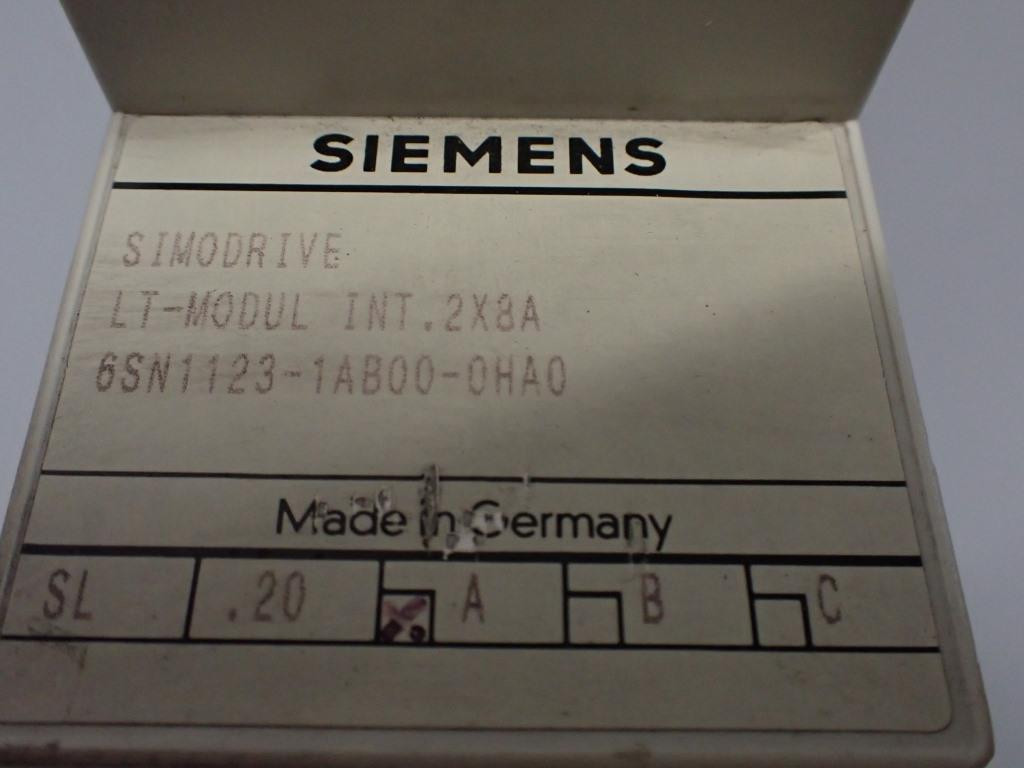 SIEMENS
SIMODRIVE
LT-MODUL INT.2X8A
6SN1123-1AB00-0HA0
Made in Germany
SL .20 A B C